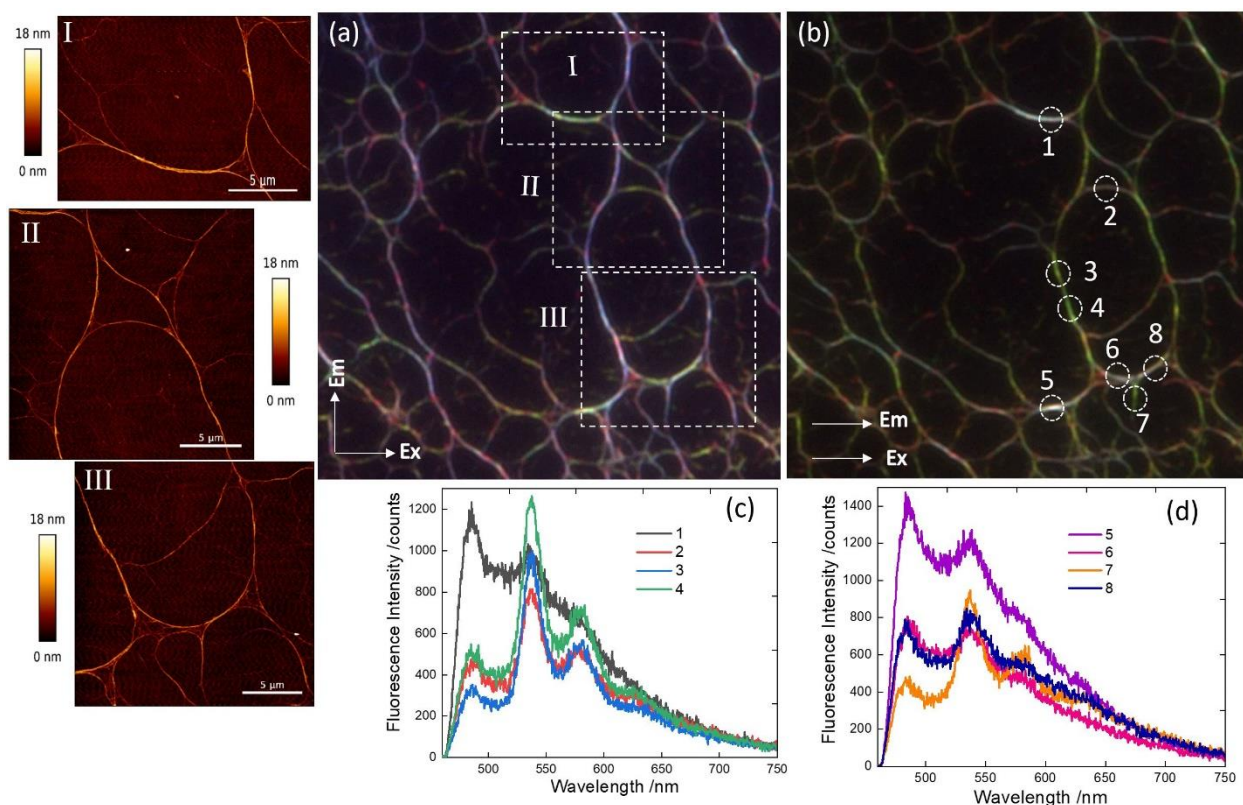 I
18 nm
0 nm
5 µm
II
18 nm
0 nm
5 µm
III
18 nm
0 nm
5 µm
(a)
I
II
III
Em
Ex
(b)
1
2
3
4
5
6
7
8
Em
Ex
(c)
1
2
3
4
Fluorescence Intensity /counts
1200
1000
800
600
400
200
0
500 550 600 650 700 750
Wavelength /nm
(d)
5
6
7
8
Fluorescence Intensity /counts
1400
1200
1000
800
600
400
200
0
500 550 600 650 700 750
Wavelength /nm